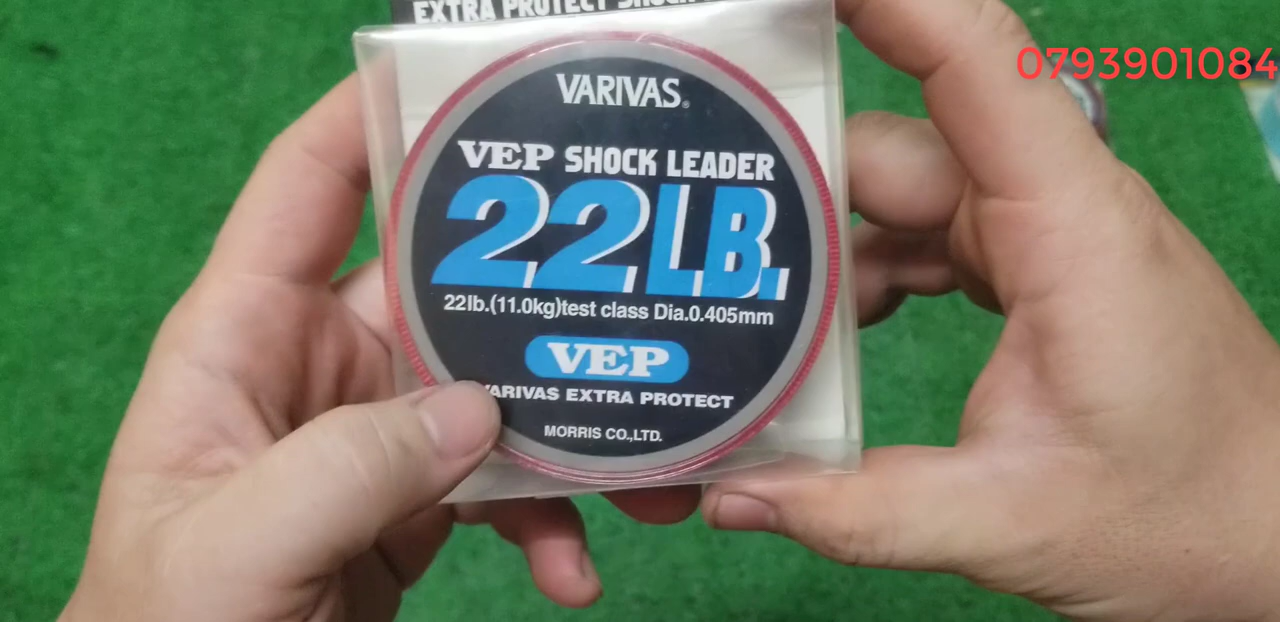 EXTRA PROTECT SHOCK
0793901084
VARIVAS®
VEP SHOCK LEADER
22LB.
22lb.(11.0kg)test class Dia.0.405mm
VEP
VARIVAS EXTRA PROTECT
MORRIS CO.,LTD.